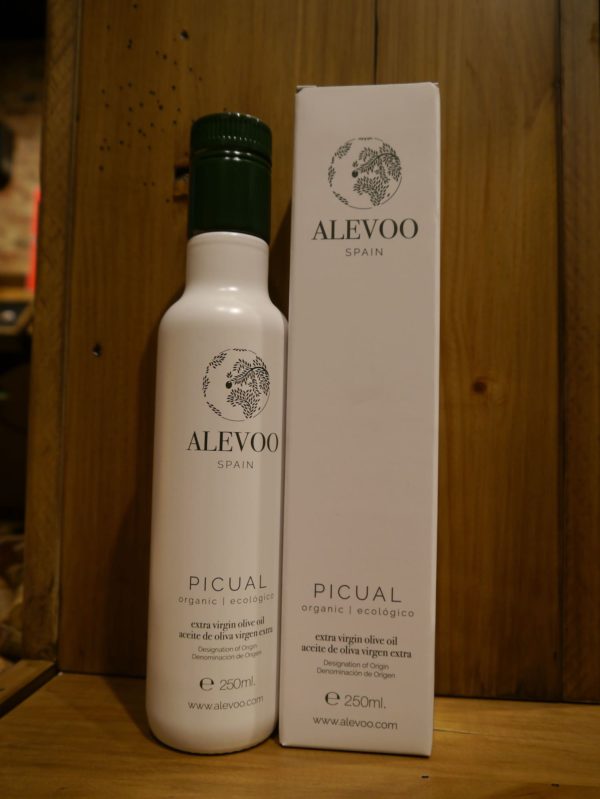 ALEVOO
SPAIN
PICUAL
organic | ecológico
extra virgin olive oil
aceite de oliva virgen extra
Designation of Origin
Denominación de Origen
e 250ml.
www.alevoo.com
ALEVOO
SPAIN
PICUAL
organic | ecológico
extra virgin olive oil
aceite de oliva virgen extra
Designation of Origin
Denominación de Origen
e 250ml.
www.alevoo.com